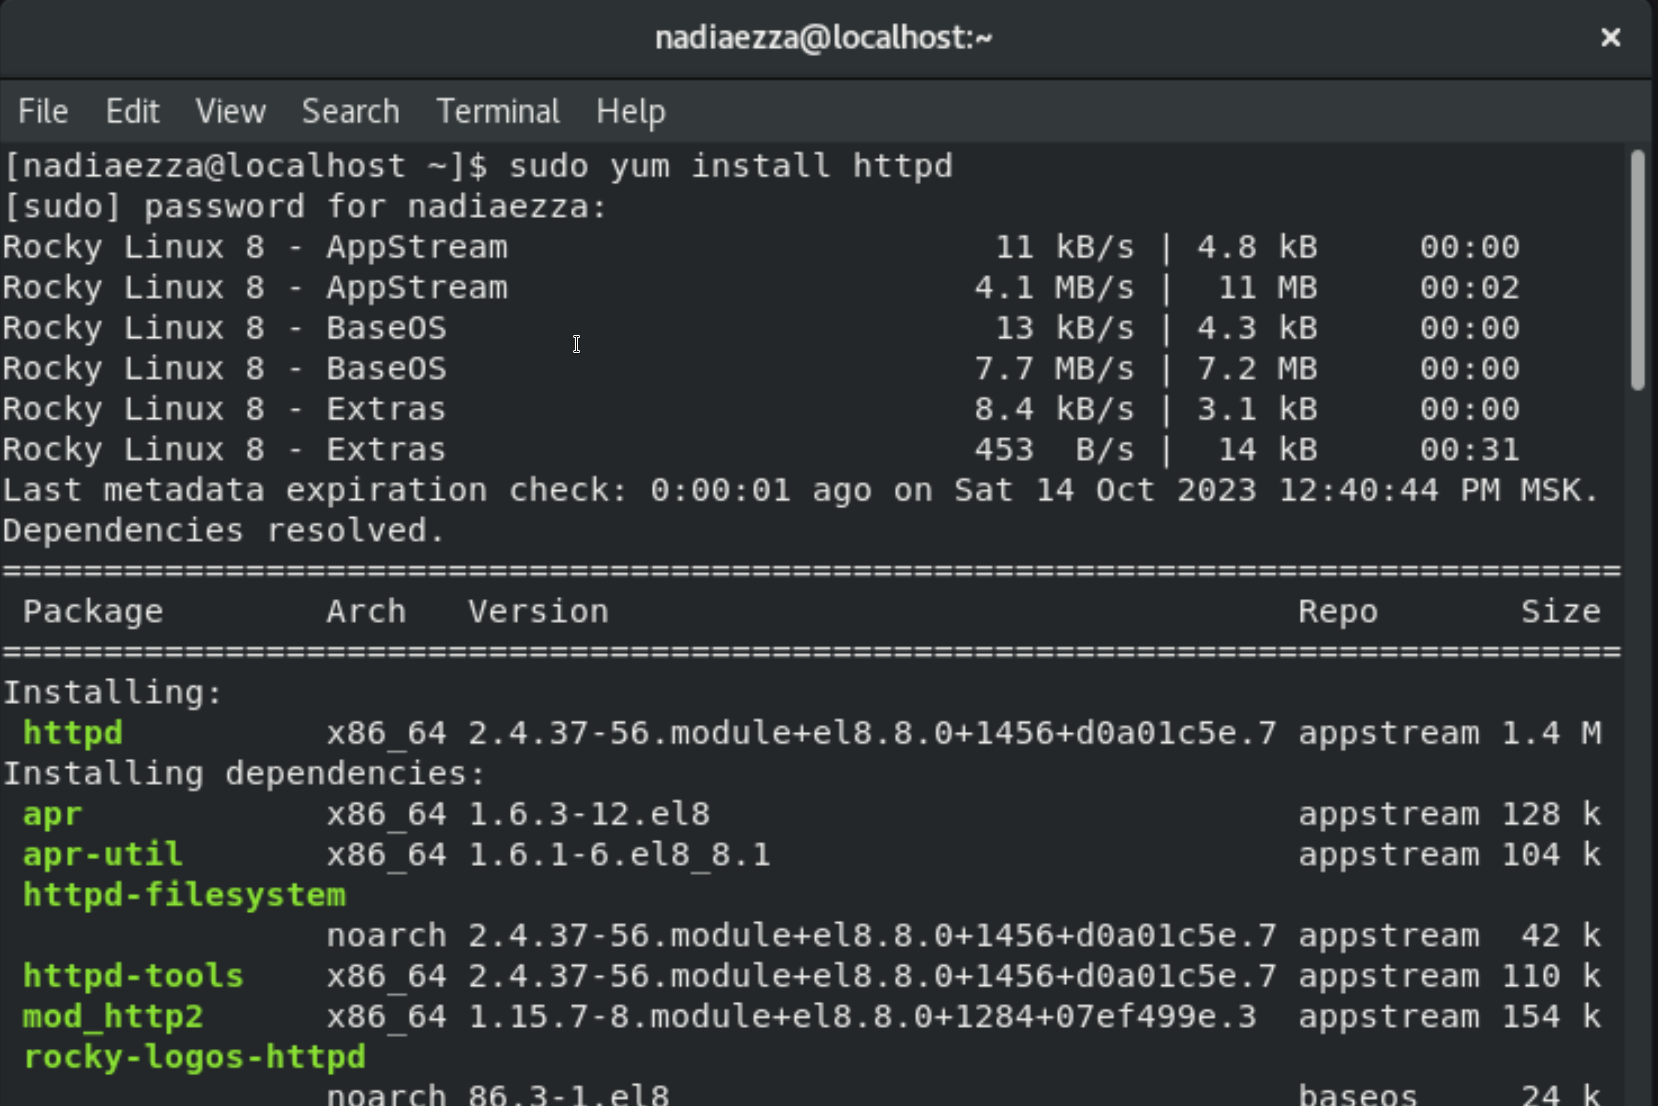 nadiaezza@localhost:~ ×
File Edit View Search Terminal Help
[nadiaezza@localhost ~]$ sudo yum install httpd
[sudo] password for nadiaezza:
Rocky Linux 8 - AppStream 11 kB/s | 4.8 kB 00:00
Rocky Linux 8 - AppStream 4.1 MB/s | 11 MB 00:02
Rocky Linux 8 - BaseOS 13 kB/s | 4.3 kB 00:00
Rocky Linux 8 - BaseOS 7.7 MB/s | 7.2 MB 00:00
Rocky Linux 8 - Extras 8.4 kB/s | 3.1 kB 00:00
Rocky Linux 8 - Extras 453 B/s | 14 kB 00:31
Last metadata expiration check: 0:00:01 ago on Sat 14 Oct 2023 12:40:44 PM MSK.
Dependencies resolved.
================================================================================
Package Arch Version Repo Size
================================================================================
Installing:
httpd x86_64 2.4.37-56.module+el8.8.0+1456+d0a01c5e.7 appstream 1.4 M
Installing dependencies:
apr x86_64 1.6.3-12.el8 appstream 128 k
apr-util x86_64 1.6.1-6.el8_8.1 appstream 104 k
httpd-filesystem
noarch 2.4.37-56.module+el8.8.0+1456+d0a01c5e.7 appstream 42 k
httpd-tools x86_64 2.4.37-56.module+el8.8.0+1456+d0a01c5e.7 appstream 110 k
mod_http2 x86_64 1.15.7-8.module+el8.8.0+1284+07ef499e.3 appstream 154 k
rocky-logos-httpd
noarch 86.3-1.el8 baseos 24 k